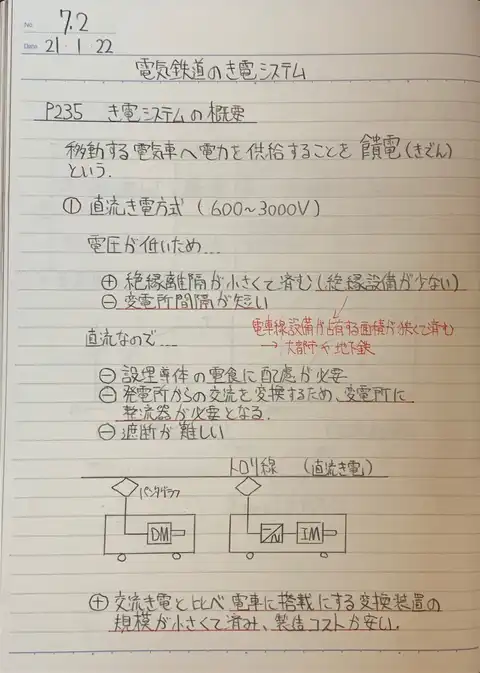 No. 7.2
Date 21・1・22
電気鉄道のき電システム
P235 き電システムの概要
移動する電気車へ電力を供給することを 饋電(きでん)
という.
① 直流き電方式 (600〜3000V)
電圧が低いため...
⊕ 絶縁離隔が小さくて済む(絶縁設備が少ない)
⊖ 変電所間隔が短い
電車線設備が占有する面積が狭くて済む
→ 大都市や地下鉄
直流なので...
⊖ 設埋導体の電食に配慮が必要
⊖ 発電所からの交流を変換するため、変電所に
整流器が必要となる.
⊖ 遮断が難しい
トロリ線 (直流き電)
パンタグラフ
DM
IM
⊕ 交流き電と比べ電車に搭載にする変換装置の
規模が小さくて済み、製造コストが安い.